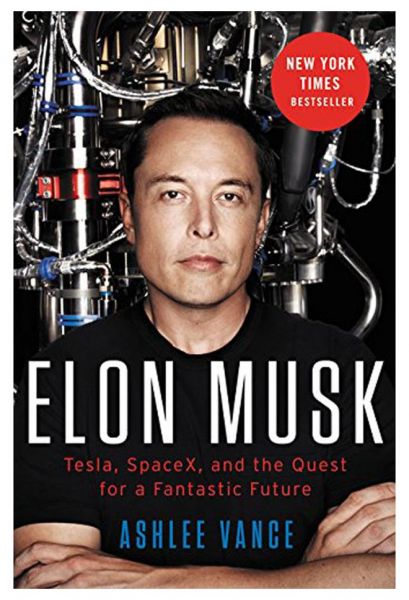 NEW YORK
TIMES
BESTSELLER
ELON MUSK
Tesla, SpaceX, and the Quest
for a Fantastic Future
ASHLEE VANCE